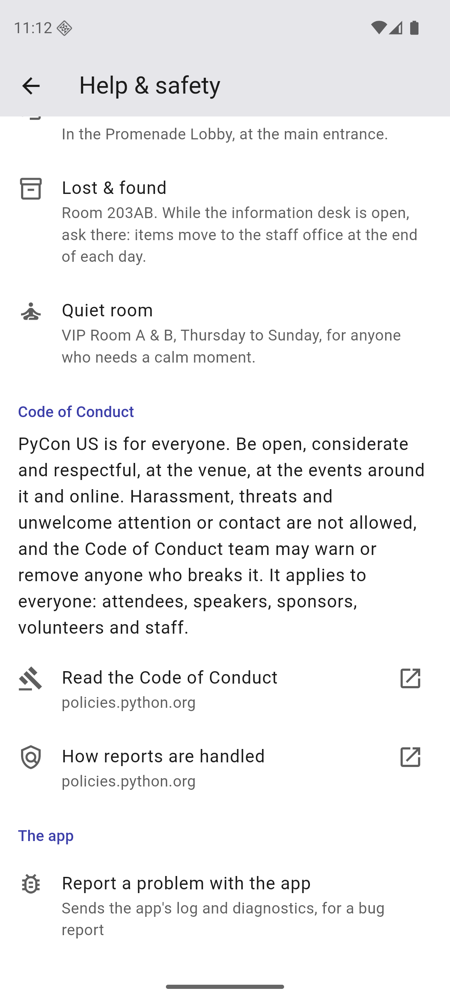 11:12
Help & safety
In the Promenade Lobby, at the main entrance.
Lost & found
Room 203AB. While the information desk is open,
ask there: items move to the staff office at the end
of each day.
Quiet room
VIP Room A & B, Thursday to Sunday, for anyone
who needs a calm moment.
Code of Conduct
PyCon US is for everyone. Be open, considerate
and respectful, at the venue, at the events around
it and online. Harassment, threats and
unwelcome attention or contact are not allowed,
and the Code of Conduct team may warn or
remove anyone who breaks it. It applies to
everyone: attendees, speakers, sponsors,
volunteers and staff.
Read the Code of Conduct
policies.python.org
How reports are handled
policies.python.org
The app
Report a problem with the app
Sends the app's log and diagnostics, for a bug
report